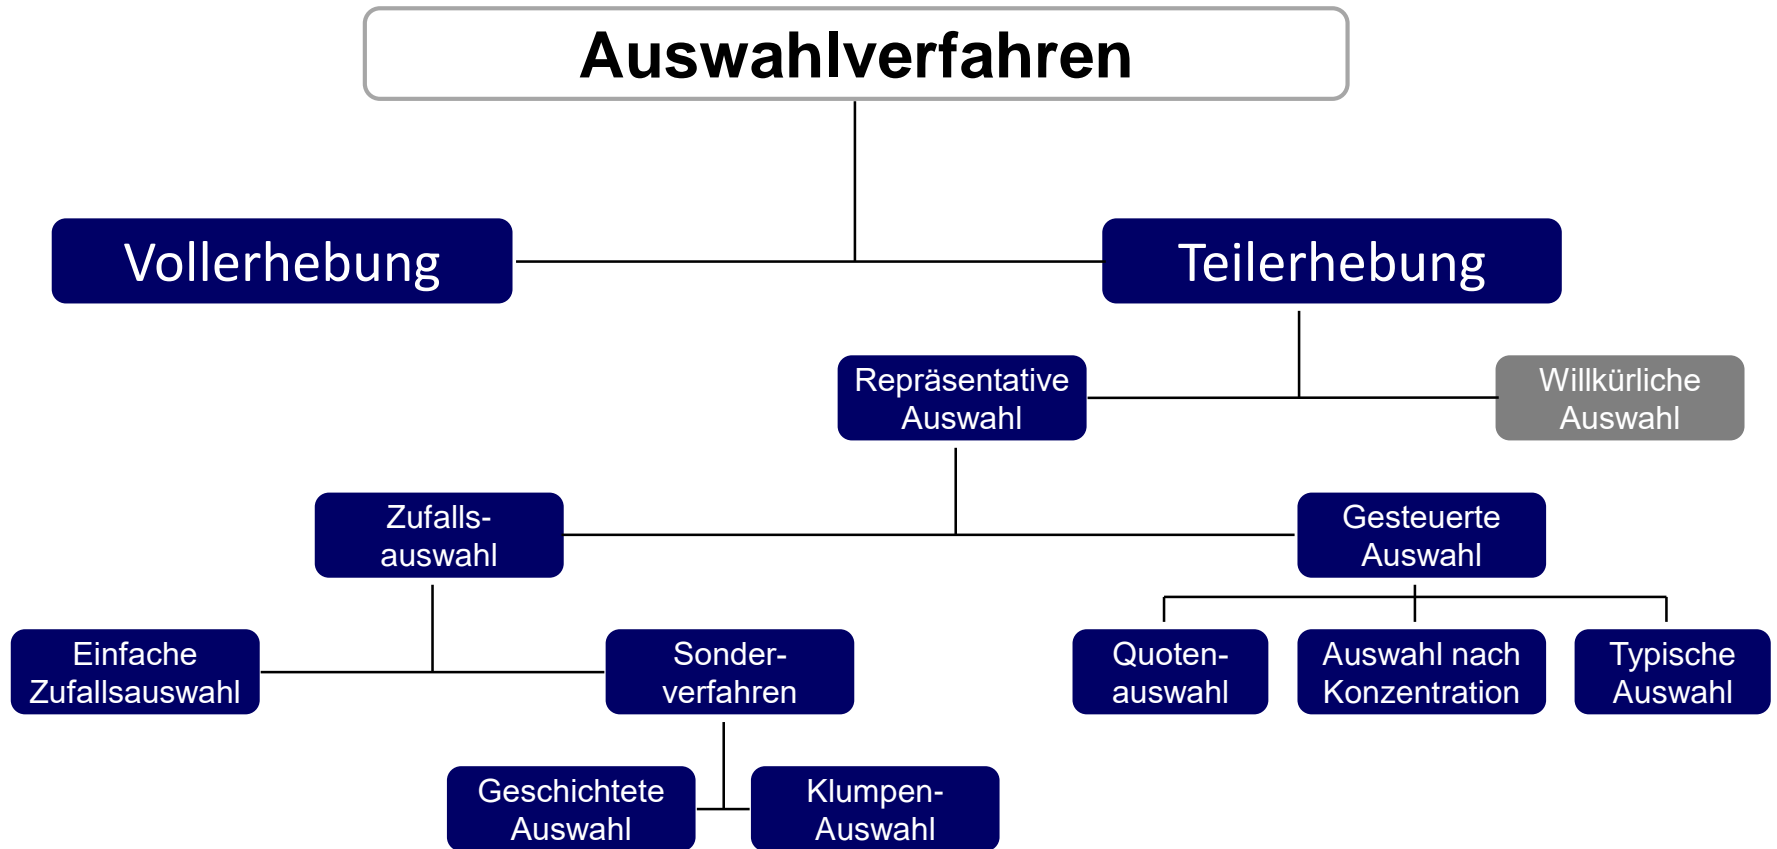 Auswahlverfahren
Vollerhebung
Teilerhebung
Repräsentative
Auswahl
Willkürliche
Auswahl
Zufalls-
auswahl
Gesteuerte
Auswahl
Einfache
Zufallsauswahl
Sonder-
verfahren
Quoten-
auswahl
Auswahl nach
Konzentration
Typische
Auswahl
Geschichtete
Auswahl
Klumpen-
Auswahl